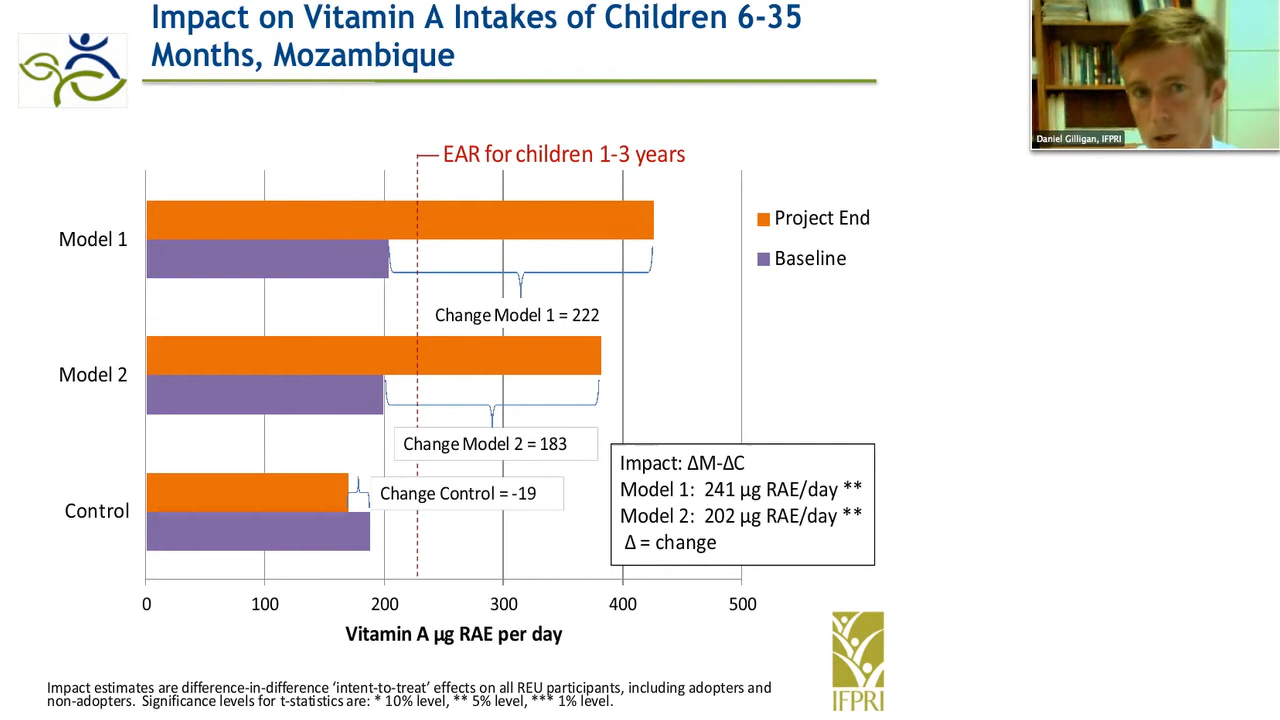 Impact on Vitamin A Intakes of Children 6-35
Months, Mozambique
Daniel Gilligan, IFPRI
EAR for children 1-3 years
Project End
Baseline
Model 1
Change Model 1 = 222
Model 2
Change Model 2 = 183
Control
Change Control = -19
Impact: ΔM-ΔC
Model 1: 241 µg RAE/day **
Model 2: 202 µg RAE/day **
Δ = change
0 100 200 300 400 500
Vitamin A µg RAE per day
IFPRI
Impact estimates are difference-in-difference ‘intent-to-treat’ effects on all REU participants, including adopters and
non-adopters. Significance levels for t-statistics are: * 10% level, ** 5% level, *** 1% level.